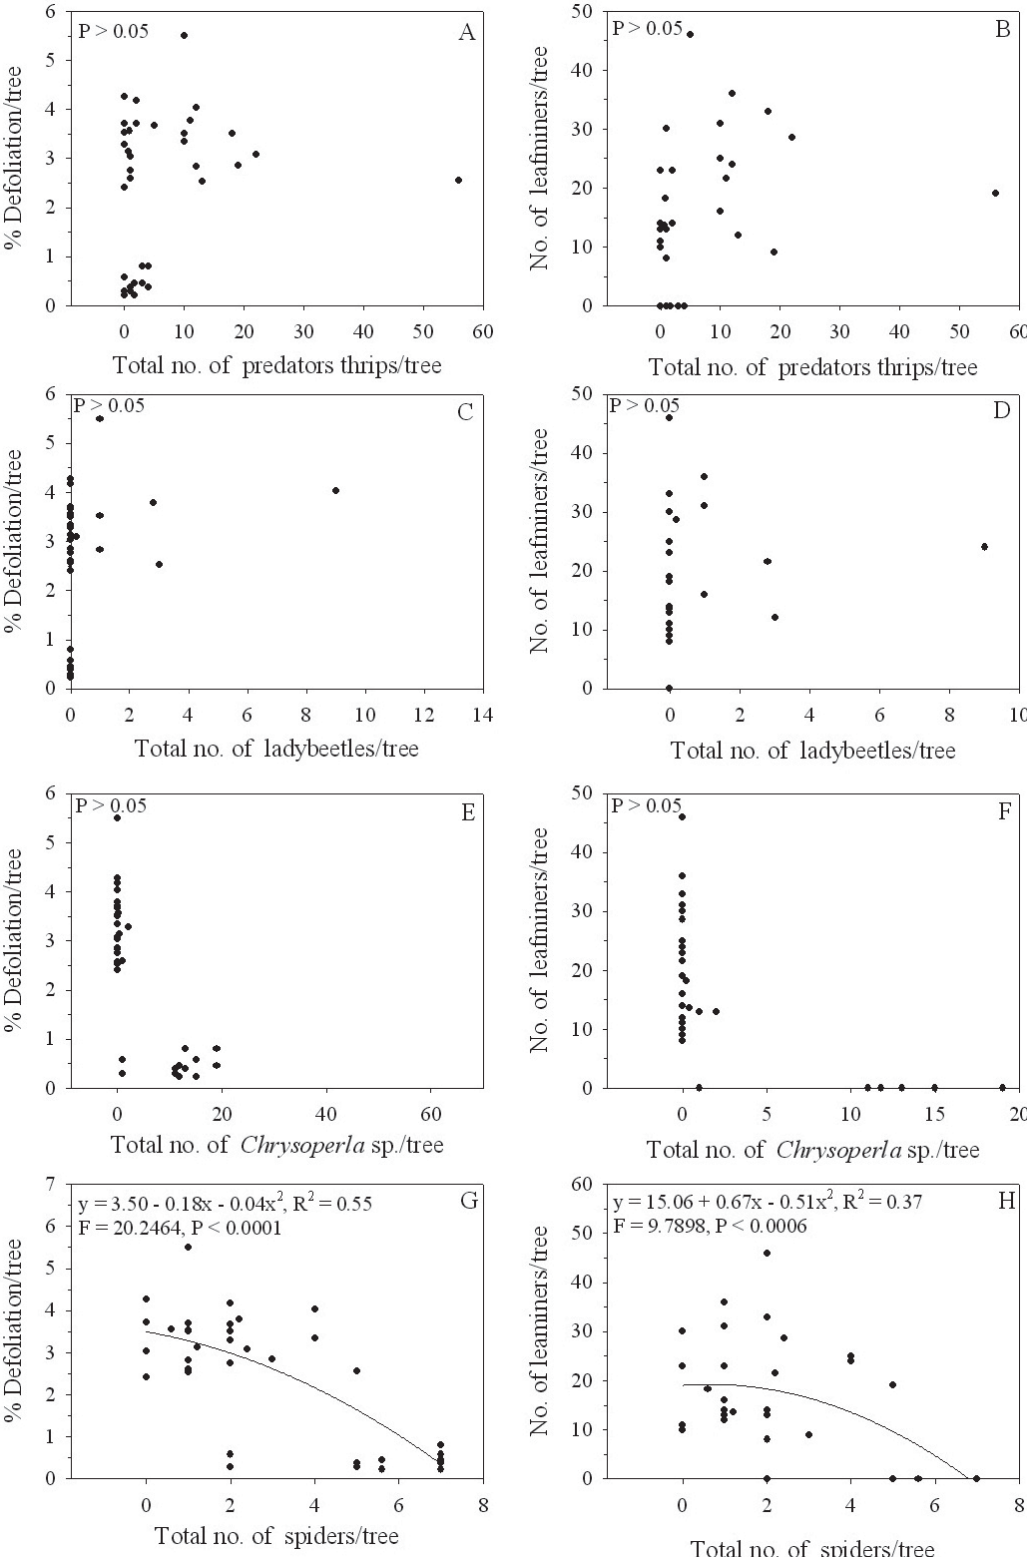 P > 0.05
A
% Defoliation/tree
6
5
4
3
2
1
0
0 10 20 30 40 50 60
Total no. of predators thrips/tree
P > 0.05
B
No. of leafminers/tree
50
40
30
20
10
0
0 10 20 30 40 50 60
Total no. of predators thrips/tree
P > 0.05
C
% Defoliation/tree
6
5
4
3
2
1
0
0 2 4 6 8 10 12 14
Total no. of ladybeetles/tree
P > 0.05
D
No. of leafminers/tree
50
40
30
20
10
0
0 2 4 6 8 10
Total no. of ladybeetles/tree
P > 0.05
E
% Defoliation/tree
6
5
4
3
2
1
0
0 20 40 60
Total no. of Chrysoperla sp./tree
P > 0.05
F
No. of leafminers/tree
50
40
30
20
10
0
0 5 10 15 20
Total no. of Chrysoperla sp./tree
y = 3.50 - 0.18x - 0.04x², R² = 0.55
F = 20.2464, P < 0.0001
G
% Defoliation/tree
7
6
5
4
3
2
1
0
0 2 4 6 8
Total no. of spiders/tree
y = 15.06 + 0.67x - 0.51x², R² = 0.37
F = 9.7898, P < 0.0006
H
No. of leaminers/tree
60
50
40
30
20
10
0
0 2 4 6 8
Total no. of spiders/tree